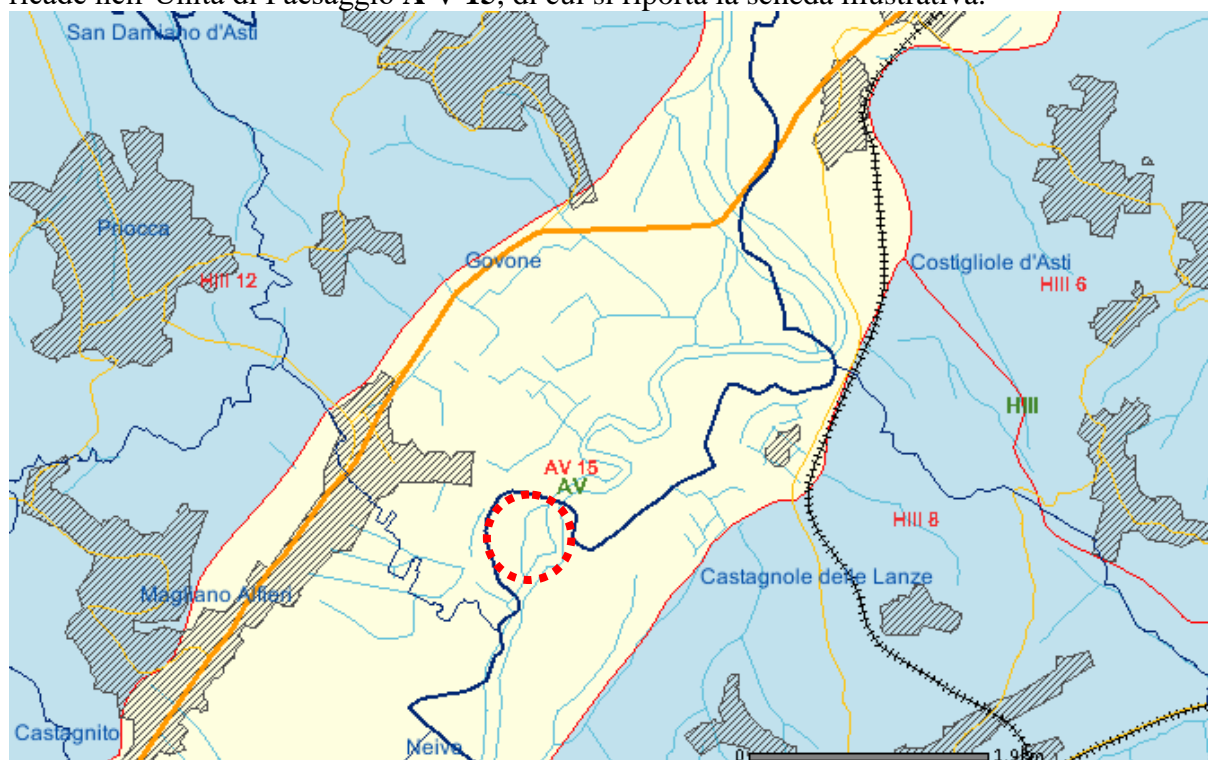 ricade nell'Unità di Paesaggio AV 15, di cui si riporta la scheda illustrativa.
San Damiano d'Asti
Priocca
Govone
Costigliole d'Asti
HIII 12
HIII 6
HIII
AV 15
AV
HIII 8
Castagnole delle Lanze
Magliano Alfieri
Castagnito
Neive
0